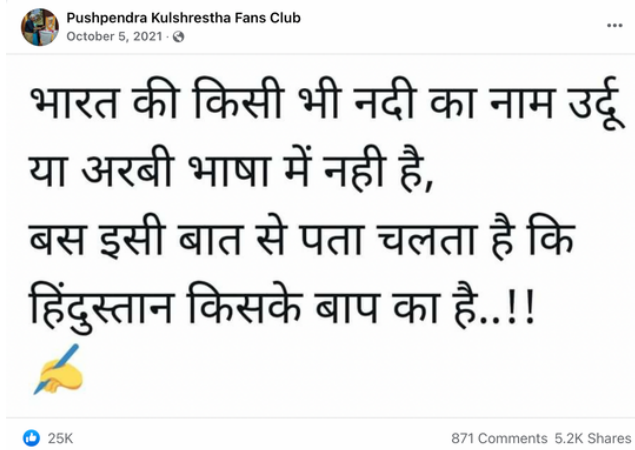 Pushpendra Kulshrestha Fans Club
October 5, 2021 ·
भारत की किसी भी नदी का नाम उर्दू
या अरबी भाषा में नही है,
बस इसी बात से पता चलता है कि
हिंदुस्तान किसके बाप का है..!!
25K
871 Comments 5.2K Shares